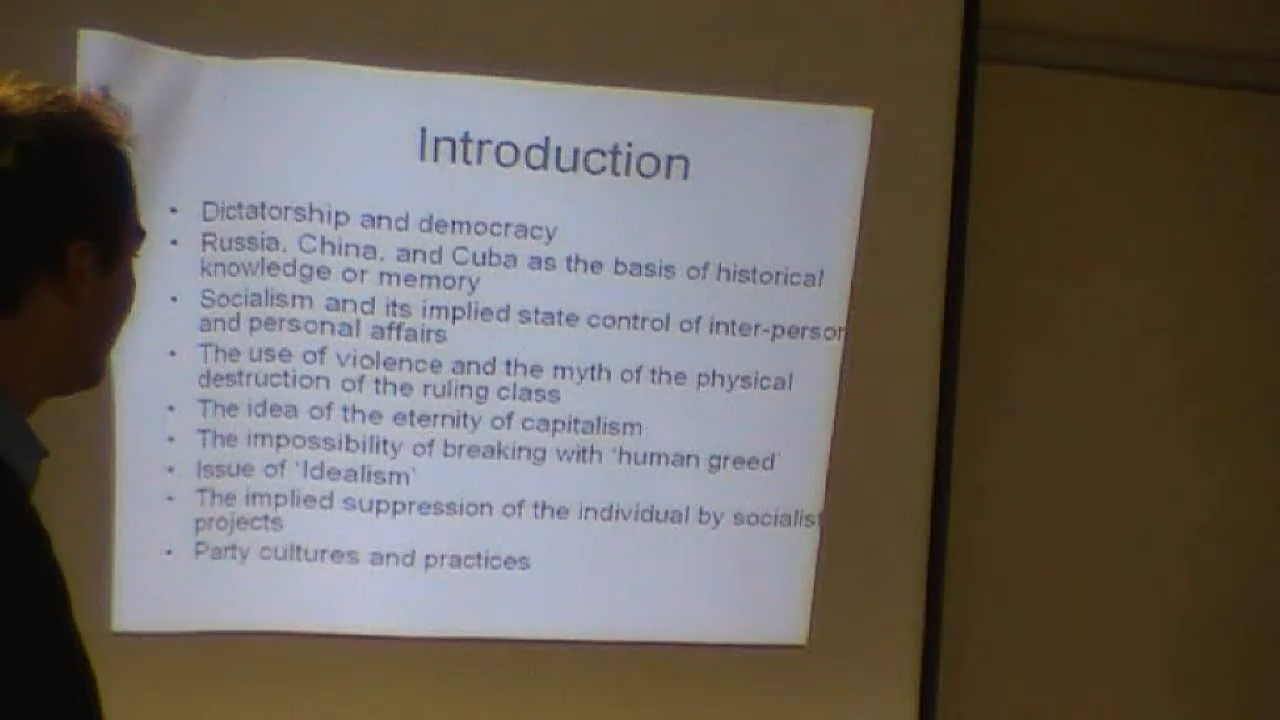 Introduction
• Dictatorship and democracy
• Russia, China, and Cuba as the basis of historical
knowledge or memory
• Socialism and its implied state control of inter-person
and personal affairs
• The use of violence and the myth of the physical
destruction of the ruling class
• The idea of the eternity of capitalism
• The impossibility of breaking with 'human greed'
• Issue of 'Idealism'
• The implied suppression of the individual by socialist
projects
• Party cultures and practices